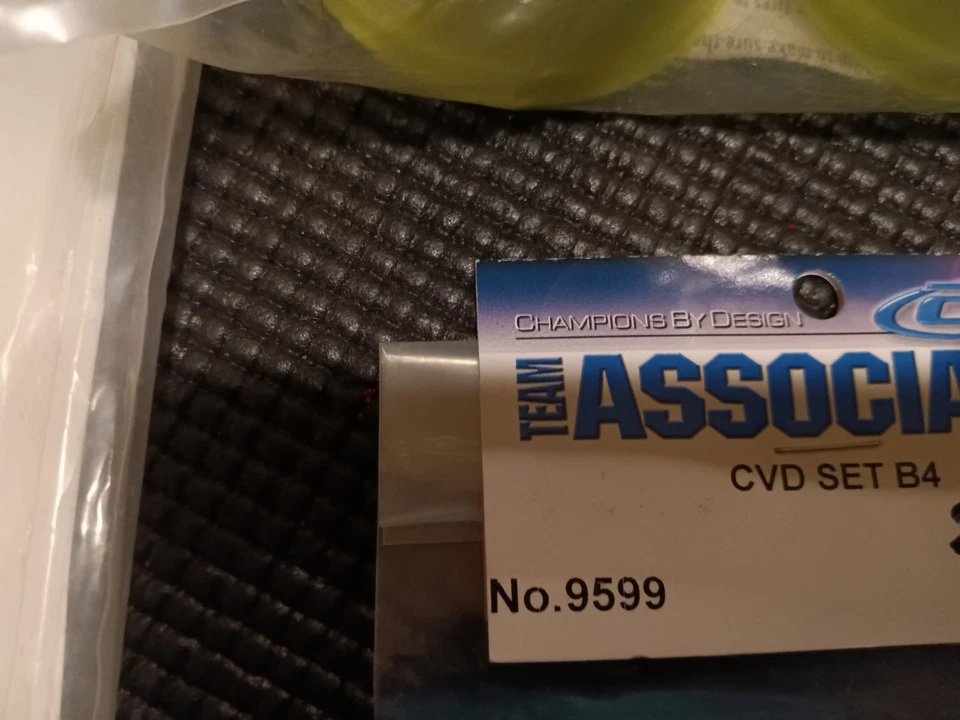 CHAMPIONS BY DESIGN
TEAM
ASSOCIA
CVD SET B4
No.9599